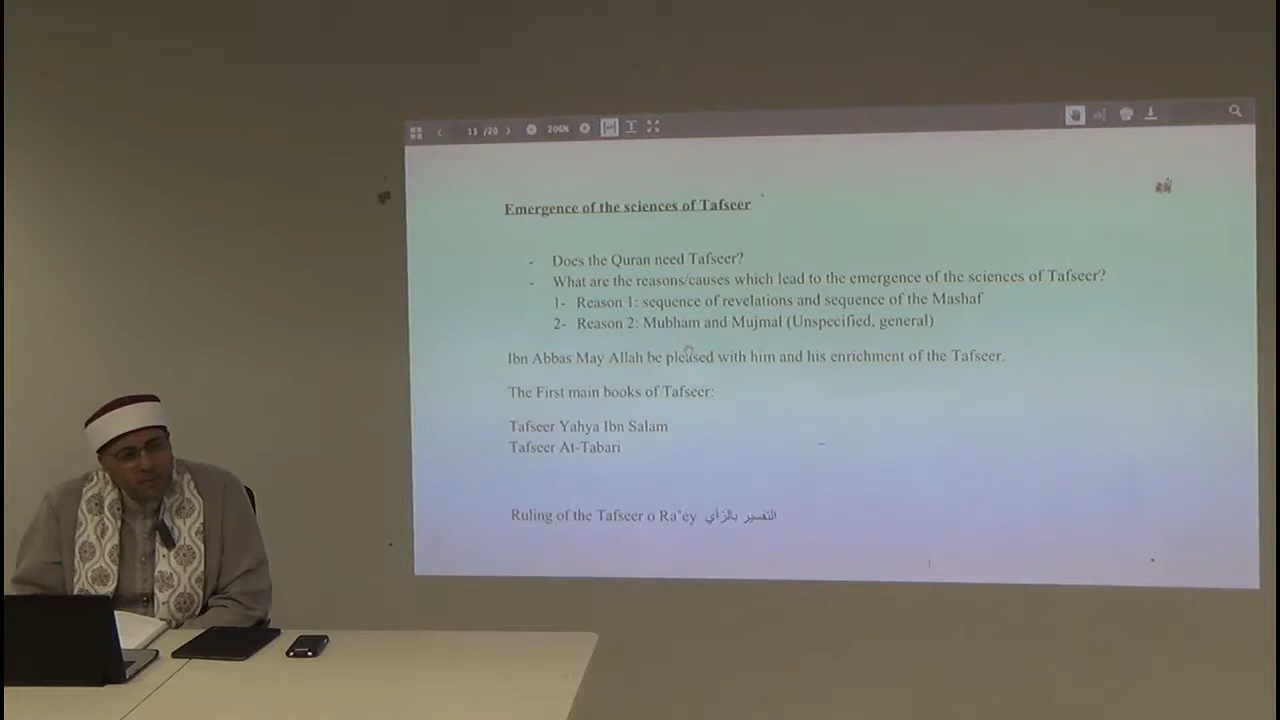 13 /20
206%
Emergence of the sciences of Tafseer
- Does the Quran need Tafseer?
- What are the reasons/causes which lead to the emergence of the sciences of Tafseer?
1- Reason 1: sequence of revelations and sequence of the Mashaf
2- Reason 2: Mubham and Mujmal (Unspecified, general)
Ibn Abbas May Allah be pleased with him and his enrichment of the Tafseer.
The First main books of Tafseer:
Tafseer Yahya Ibn Salam
Tafseer At-Tabari
Ruling of the Tafseer o Ra'ey التفسير بالرأي